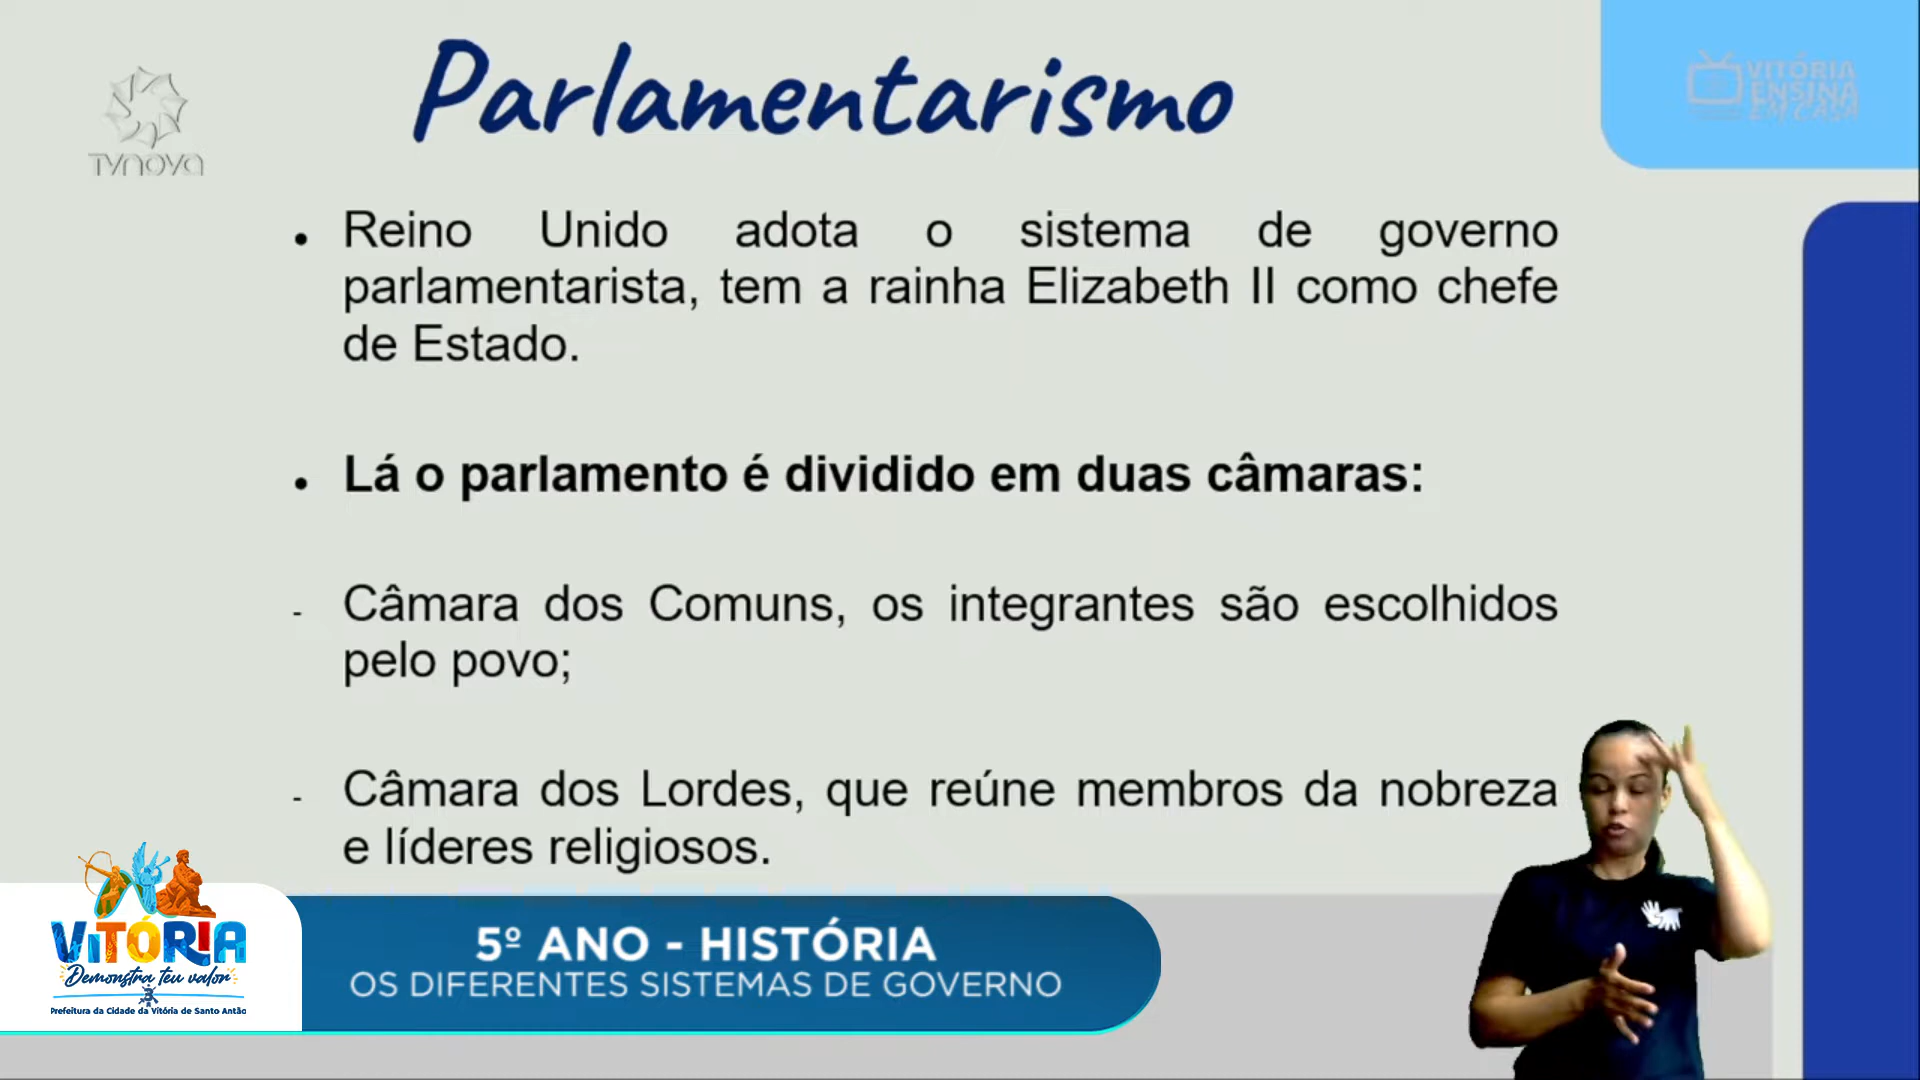 Parlamentarismo
TVNOVA
VITÓRIA
ENSINA
EM CASA
• Reino Unido adota o sistema de governo
parlamentarista, tem a rainha Elizabeth II como chefe
de Estado.
• Lá o parlamento é dividido em duas câmaras:
- Câmara dos Comuns, os integrantes são escolhidos
pelo povo;
- Câmara dos Lordes, que reúne membros da nobreza
e líderes religiosos.
VITÓRIA
Demonstra teu valor
Prefeitura da Cidade da Vitória de Santo Antão
5º ANO - HISTÓRIA
OS DIFERENTES SISTEMAS DE GOVERNO